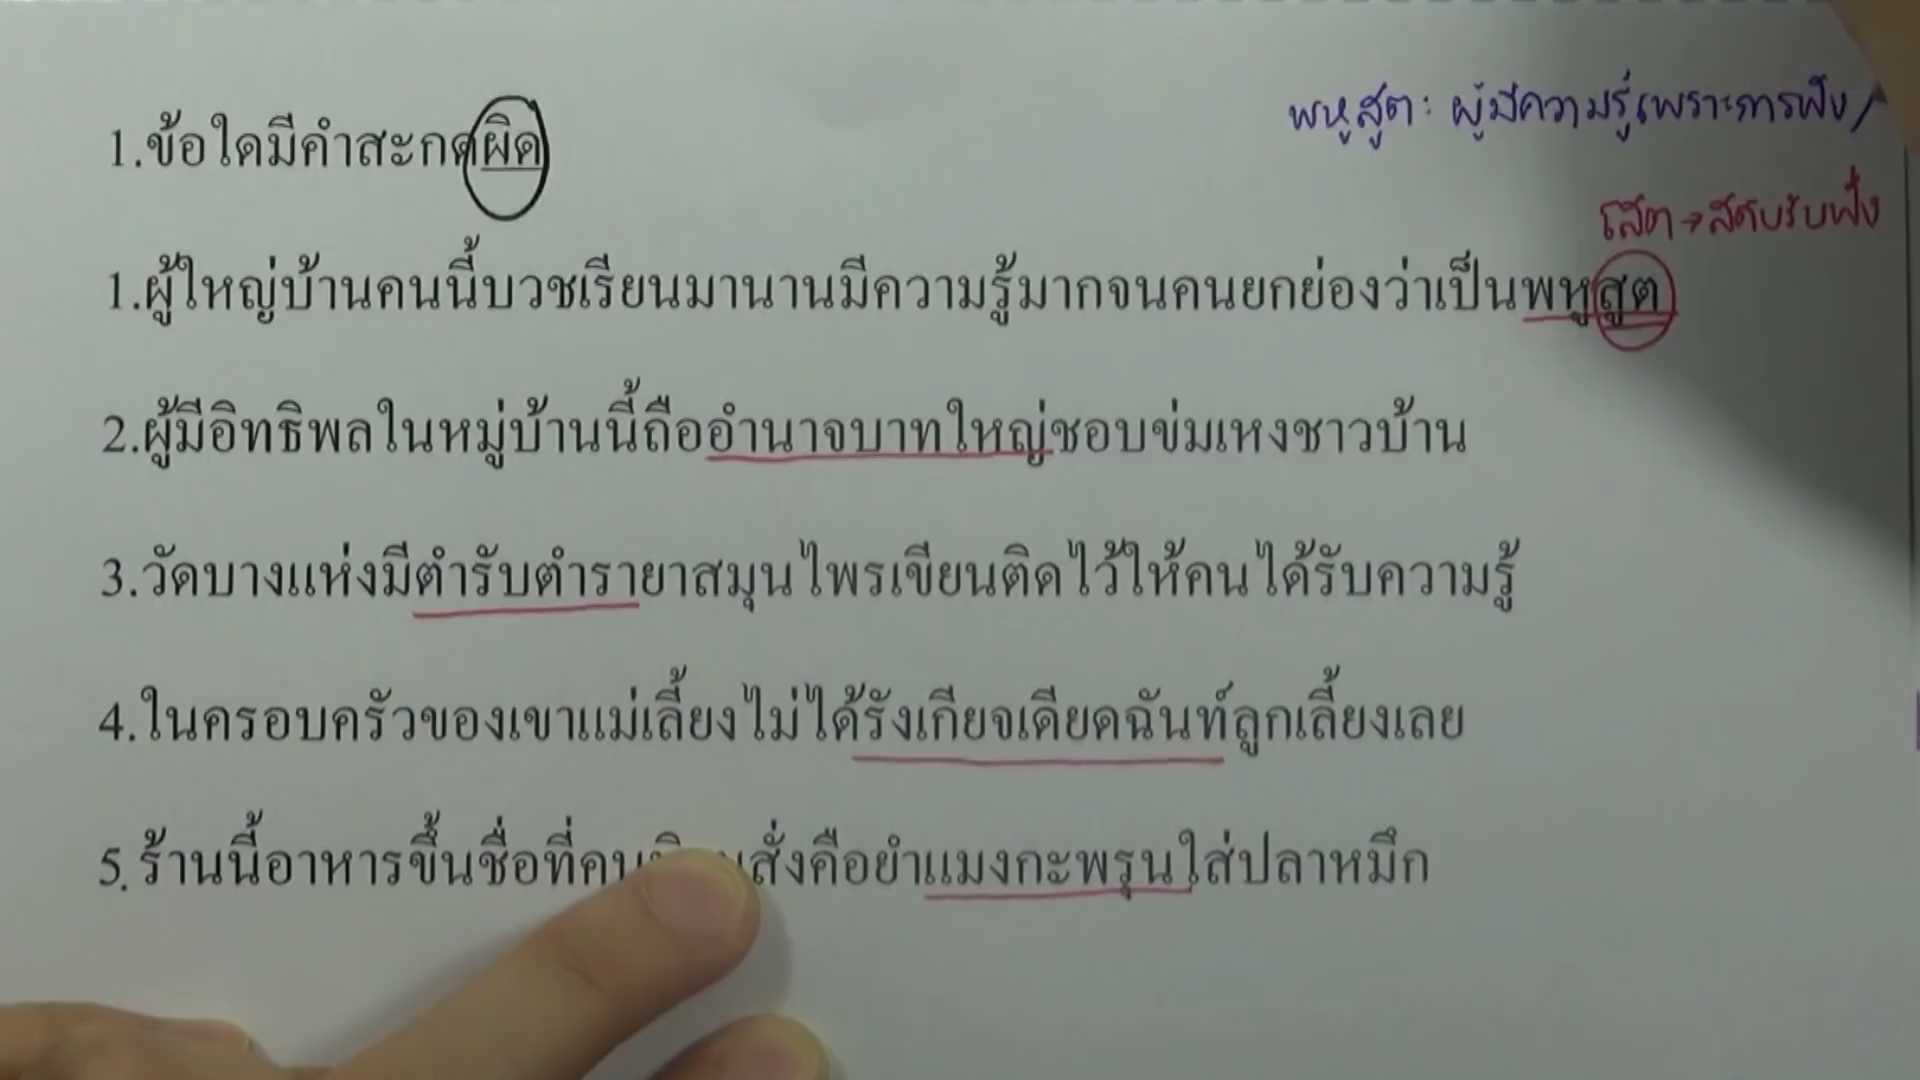 พหูสูต: ผู้มีความรู้เพราะการฟัง/
1.ข้อใดมีคำสะกดผิด
โสต → สดับรับฟัง
1.ผู้ใหญ่บ้านคนนี้บวชเรียนมานานมีความรู้มากจนคนยกย่องว่าเป็นพหูสูต
2.ผู้มีอิทธิพลในหมู่บ้านนี้ถืออำนาจบาทใหญ่ชอบข่มเหงชาวบ้าน
3.วัดบางแห่งมีตำรับตำรายาสมุนไพรเขียนติดไว้ให้คนได้รับความรู้
4.ในครอบครัวของเขาแม่เลี้ยงไม่ได้รังเกียจเดียดฉันท์ลูกเลี้ยงเลย
5.ร้านนี้อาหารขึ้นชื่อที่คน สั่งคือยำแมงกะพรุนใส่ปลาหมึก